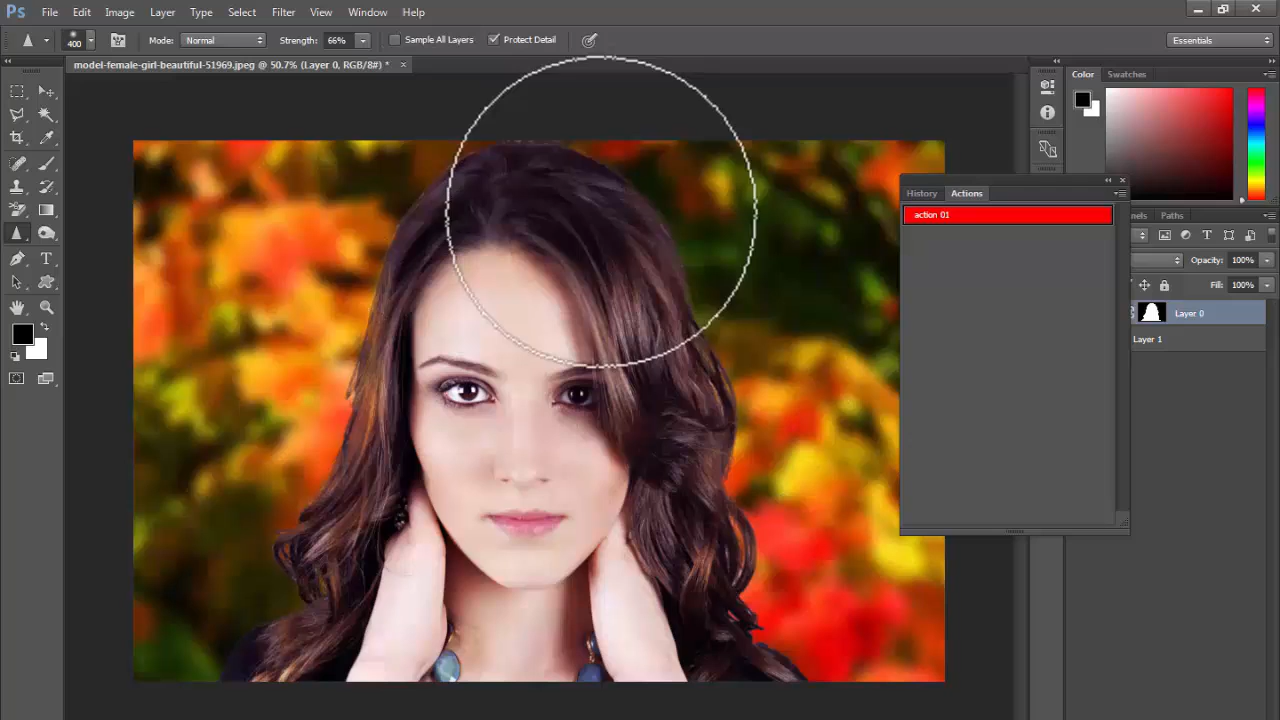 Ps File Edit Image Layer Type Select Filter View Window Help
400 Mode: Normal Strength: 66% Sample All Layers Protect Detail Essentials
model-female-girl-beautiful-51969.jpeg @ 50.7% (Layer 0, RGB/8#) * ×
Color Swatches
History Actions
action 01
nels Paths
Opacity: 100%
Fill: 100%
Layer 0
Layer 1